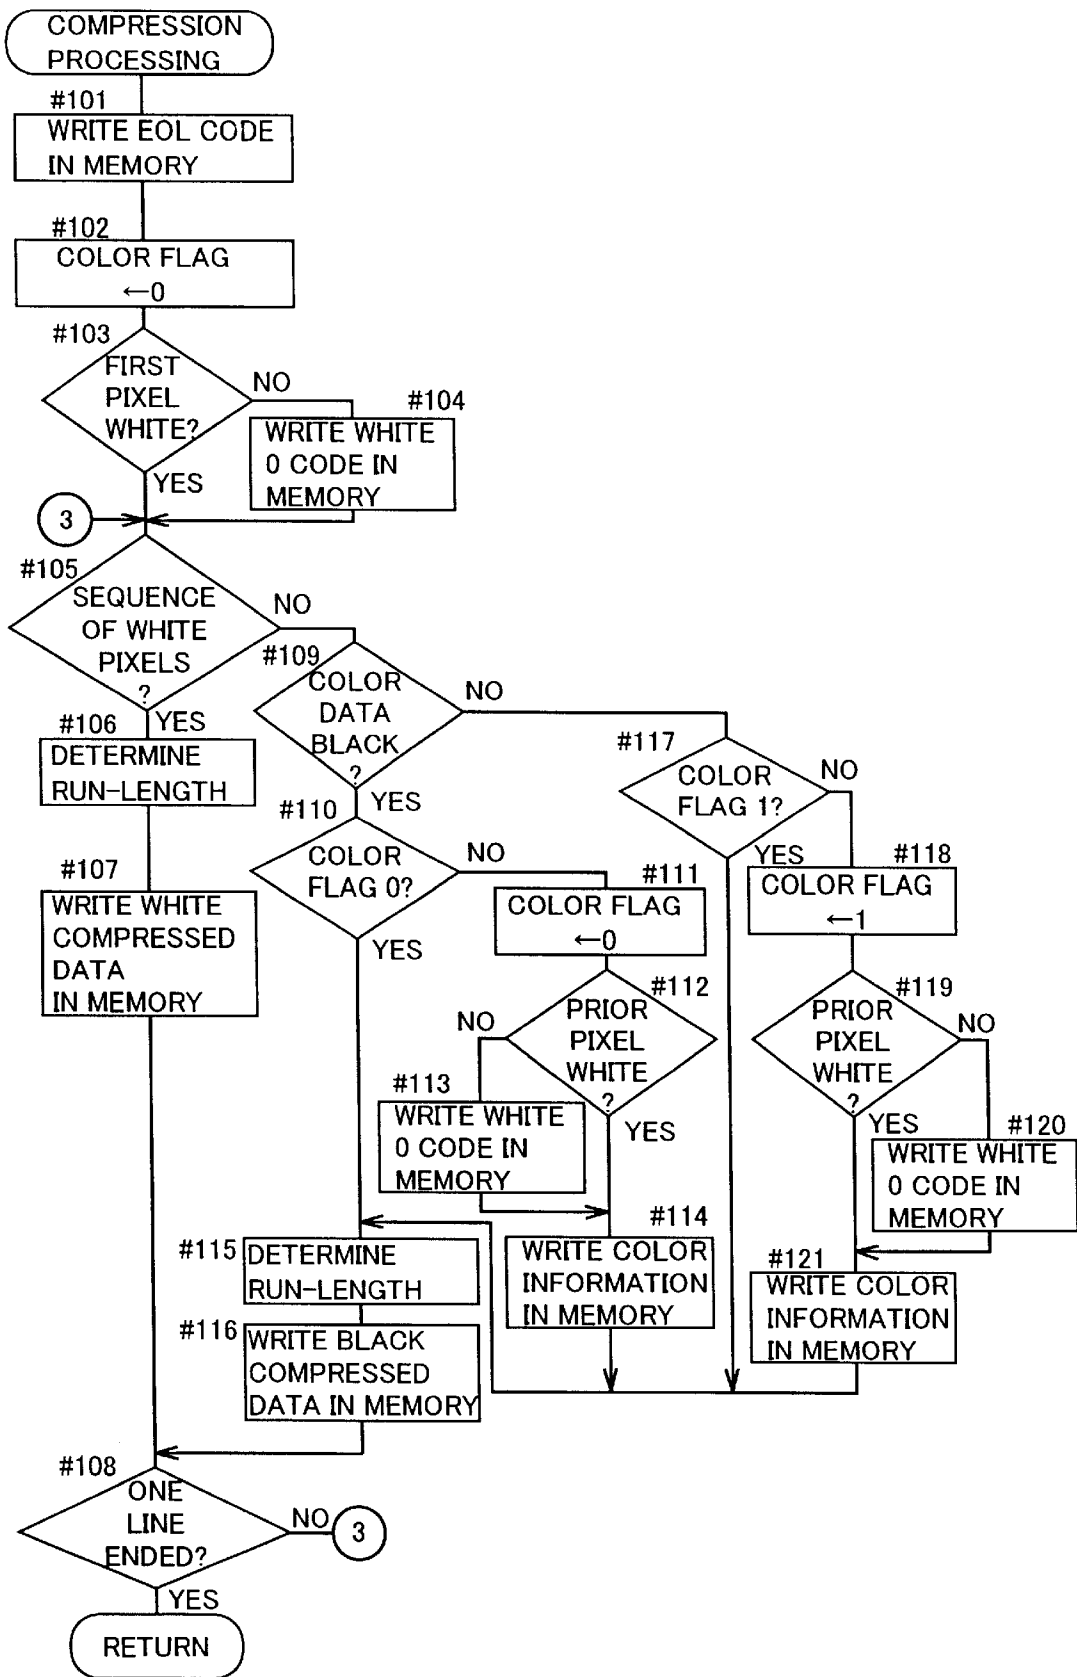 COMPRESSION
PROCESSING
#101
WRITE EOL CODE
IN MEMORY
#102
COLOR FLAG
←0
#103
FIRST
PIXEL
WHITE?
NO
YES
#104
WRITE WHITE
0 CODE IN
MEMORY
3
#105
SEQUENCE
OF WHITE
PIXELS
?
NO
YES
#106
DETERMINE
RUN-LENGTH
#107
WRITE WHITE
COMPRESSED
DATA
IN MEMORY
#109
COLOR
DATA
BLACK
?
NO
YES
#110
COLOR
FLAG 0?
NO
YES
#111
COLOR FLAG
←0
#112
PRIOR
PIXEL
WHITE
?
NO
YES
#113
WRITE WHITE
0 CODE IN
MEMORY
#114
WRITE COLOR
INFORMATION
IN MEMORY
#115
DETERMINE
RUN-LENGTH
#116
WRITE BLACK
COMPRESSED
DATA IN MEMORY
#117
COLOR
FLAG 1?
NO
YES
#118
COLOR FLAG
←1
#119
PRIOR
PIXEL
WHITE
?
NO
YES
#120
WRITE WHITE
0 CODE IN
MEMORY
#121
WRITE COLOR
INFORMATION
IN MEMORY
#108
ONE
LINE
ENDED?
NO
3
YES
RETURN